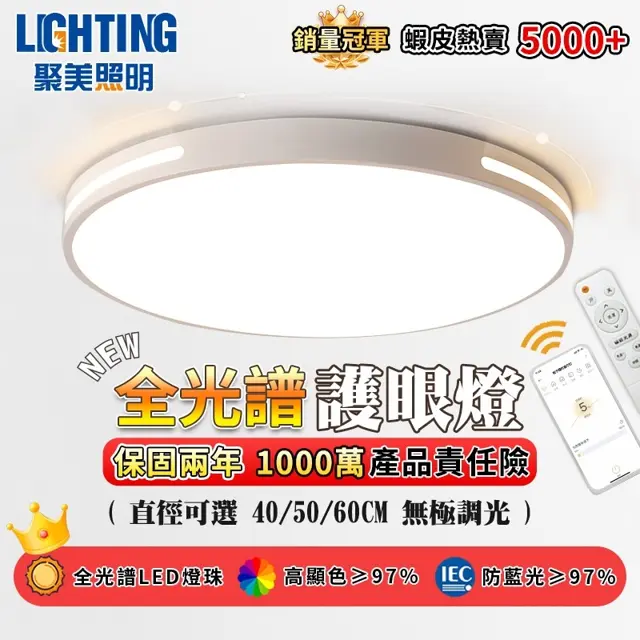 LIGHTING
聚美照明
銷量冠軍 蝦皮熱賣 5000+
NEW
全光譜護眼燈
保固兩年 1000萬產品責任險
( 直徑可選 40/50/60CM 無極調光 )
全光譜LED燈珠
高顯色≥97%
IEC 防藍光≥97%